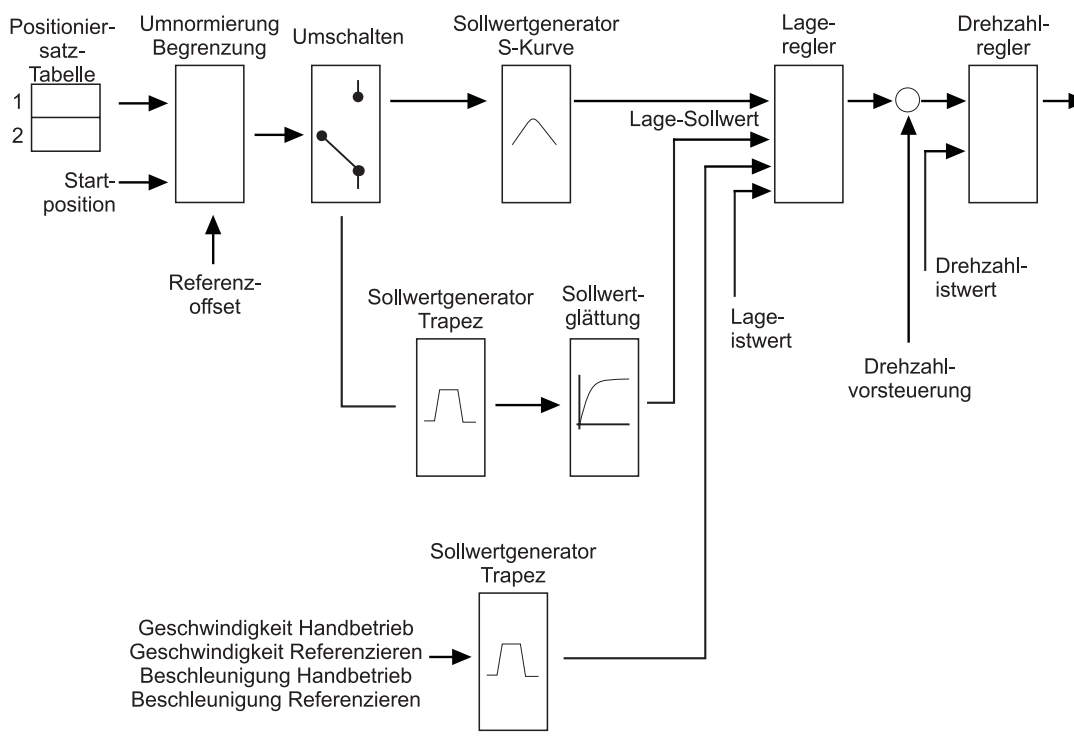 Positionier-
satz-
Tabelle
1
2
Start-
position
Umnormierung
Begrenzung
Referenz-
offset
Umschalten
Sollwertgenerator
S-Kurve
Lage-Sollwert
Lage-
regler
Drehzahl-
regler
Sollwertgenerator
Trapez
Sollwert-
glättung
Lage-
istwert
Drehzahl-
istwert
Drehzahl-
vorsteuerung
Sollwertgenerator
Trapez
Geschwindigkeit Handbetrieb
Geschwindigkeit Referenzieren
Beschleunigung Handbetrieb
Beschleunigung Referenzieren